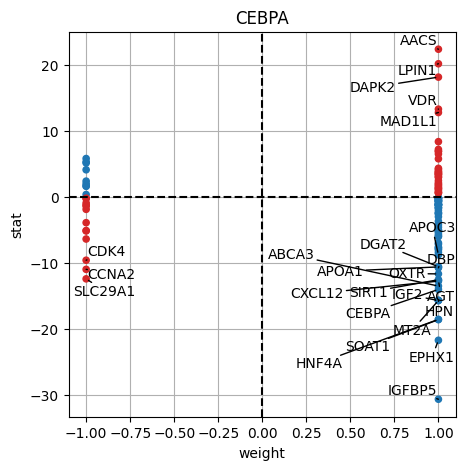 CEBPA
AACS
LPIN1
DAPK2
VDR
MAD1L1
APOC3
DGAT2
ABCA3
DBP
APOA1
OXTR
CDK4
CCNA2
SLC29A1
CXCL12
SIRT1
IGF2
AGT
CEBPA
HPN
MT2A
SOAT1
HNF4A
EPHX1
IGFBP5
20
10
0
−10
−20
−30
stat
−1.00
−0.75
−0.50
−0.25
0.00
0.25
0.50
0.75
1.00
weight